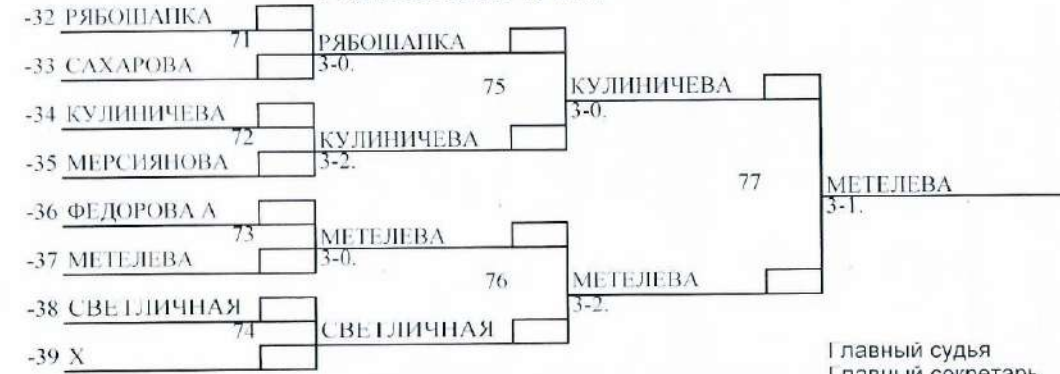 -32 РЯБОШАПКА
71
РЯБОШАПКА
-33 САХАРОВА
3-0.
75
КУЛИНИЧЕВА
-34 КУЛИНИЧЕВА
3-0.
72
КУЛИНИЧЕВА
-35 МЕРСИЯНОВА
3-2.
77
МЕТЕЛЕВА
-36 ФЕДОРОВА А
3-1.
73
МЕТЕЛЕВА
-37 МЕТЕЛЕВА
3-0.
76
МЕТЕЛЕВА
-38 СВЕТЛИЧНАЯ
3-2.
74
СВЕТЛИЧНАЯ
-39 Х
Главный судья
Главный секретарь